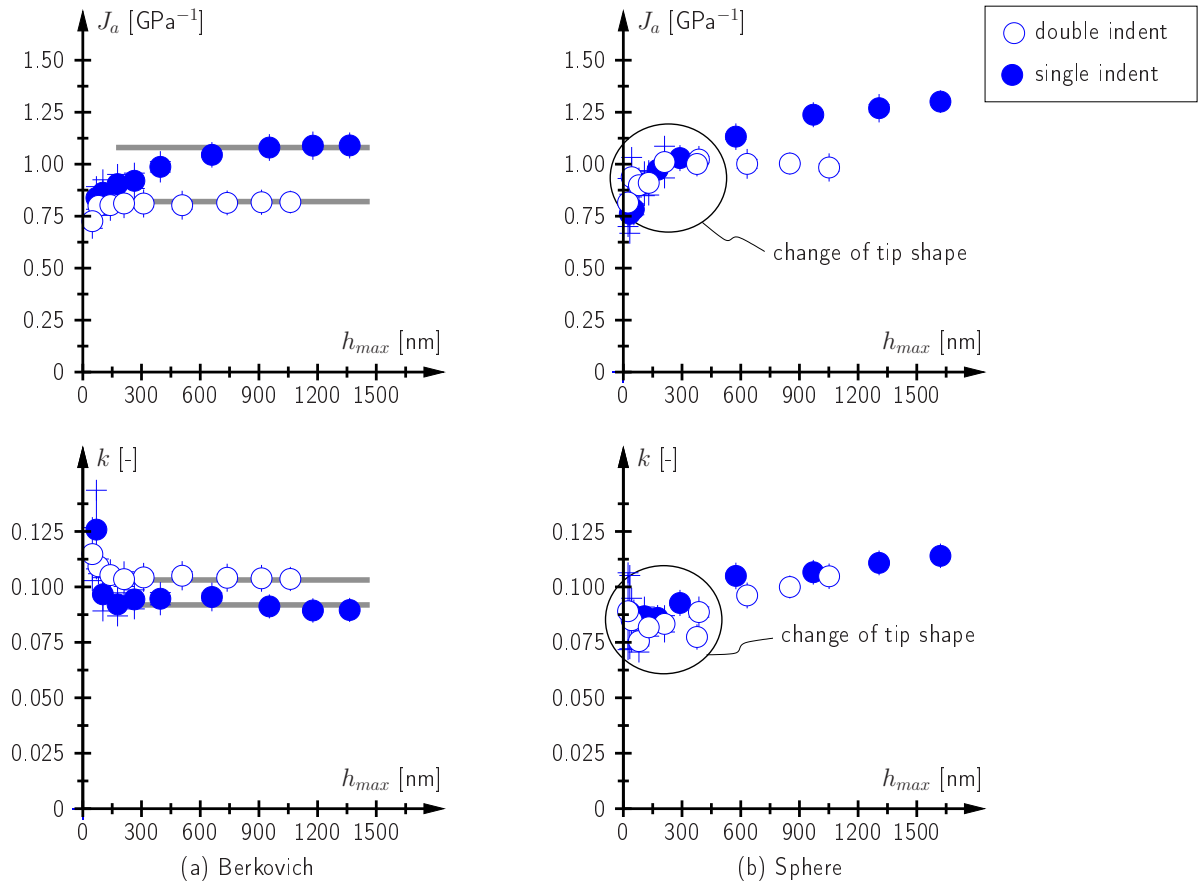 J_a [GPa⁻¹]
1.50
1.25
1.00
0.75
0.50
0.25
0
h_max [nm]
0 300 600 900 1200 1500
J_a [GPa⁻¹]
1.50
1.25
1.00
0.75
0.50
0.25
0
change of tip shape
h_max [nm]
0 300 600 900 1200 1500
double indent
single indent
k [-]
0.125
0.100
0.075
0.050
0.025
0
h_max [nm]
0 300 600 900 1200 1500
(a) Berkovich
k [-]
0.125
0.100
0.075
0.050
0.025
0
change of tip shape
h_max [nm]
0 300 600 900 1200 1500
(b) Sphere